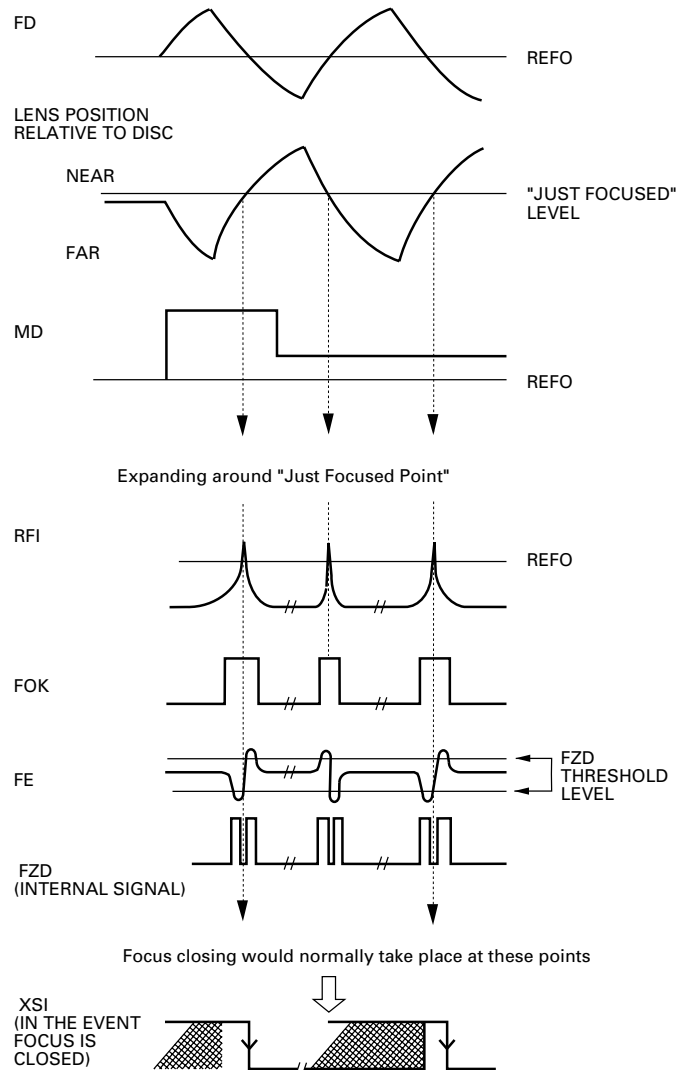 FD
REFO
LENS POSITION
RELATIVE TO DISC
NEAR
"JUST FOCUSED"
LEVEL
FAR
MD
REFO
Expanding around "Just Focused Point"
RFI
REFO
FOK
FZD
THRESHOLD
LEVEL
FE
FZD
(INTERNAL SIGNAL)
Focus closing would normally take place at these points
XSI
(IN THE EVENT
FOCUS IS
CLOSED)